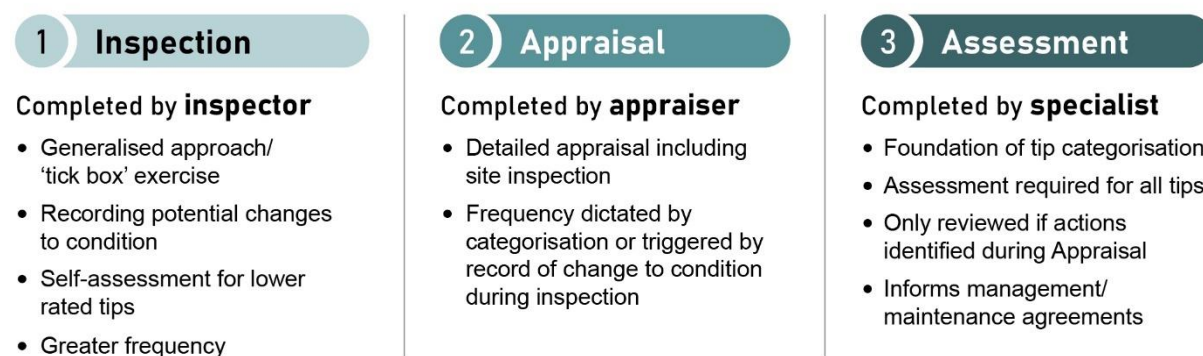 1 Inspection
Completed by inspector
• Generalised approach/
'tick box' exercise
• Recording potential changes
to condition
• Self-assessment for lower
rated tips
• Greater frequency
2 Appraisal
Completed by appraiser
• Detailed appraisal including
site inspection
• Frequency dictated by
categorisation or triggered by
record of change to condition
during inspection
3 Assessment
Completed by specialist
• Foundation of tip categorisation
• Assessment required for all tips
• Only reviewed if actions
identified during Appraisal
• Informs management/
maintenance agreements